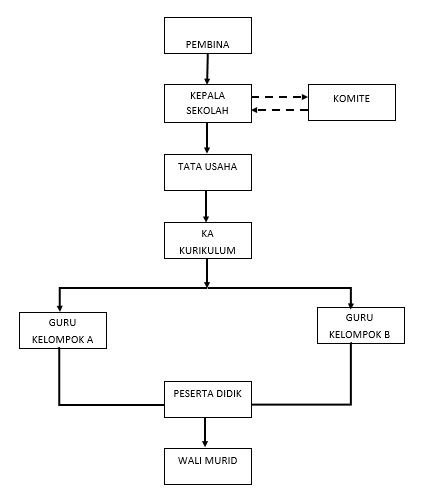 PEMBINA
KEPALA
SEKOLAH
KOMITE
TATA USAHA
KA
KURIKULUM
GURU
KELOMPOK A
GURU
KELOMPOK B
PESERTA DIDIK
WALI MURID